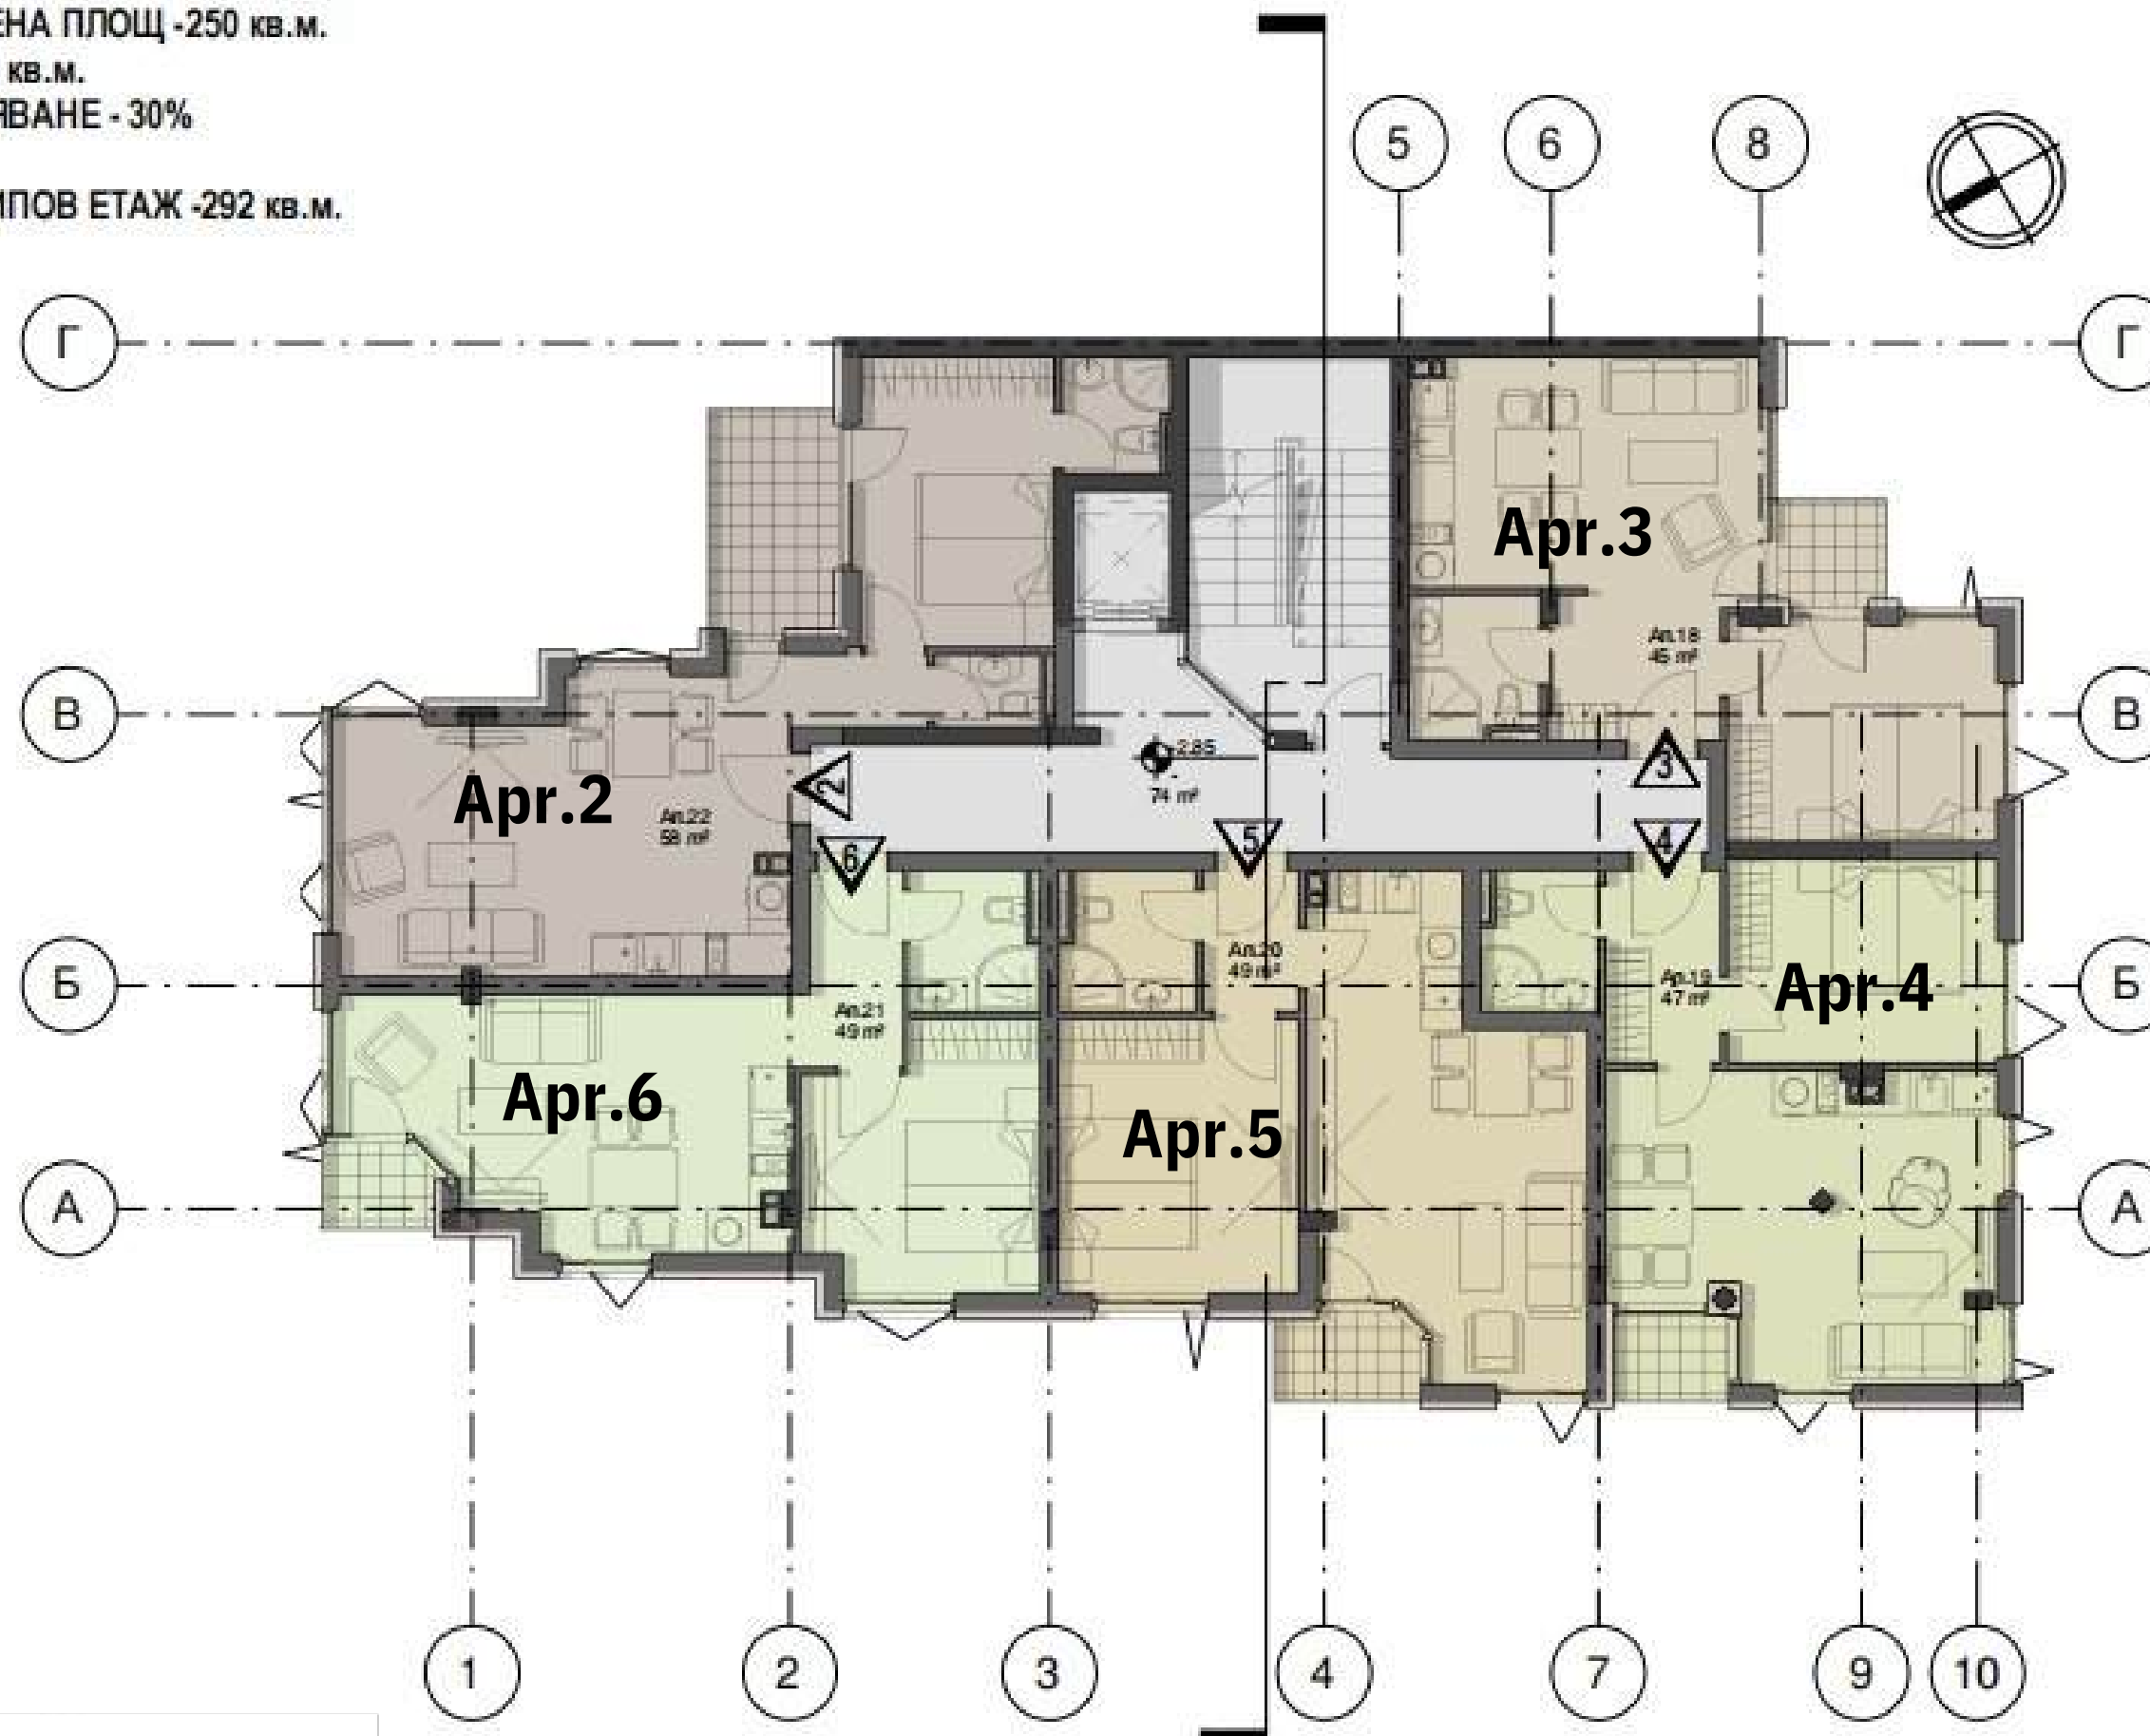 ЕНА ПЛОЩ -250 кв.м.
кв.м.
ЯВАНЕ - 30%
ИПОВ ЕТАЖ -292 кв.м.
5
6
8
Г
Г
Apr.3
Ап.18
45 m²
В
В
3
2.85
74 m²
2
Apr.2
Ап.22
58 m²
6
5
4
Ап.20
49 m²
Б
Б
Ап.19
47 m²
Apr.4
Ап.21
49 m²
Apr.6
Apr.5
А
А
1
2
3
4
7
9
10